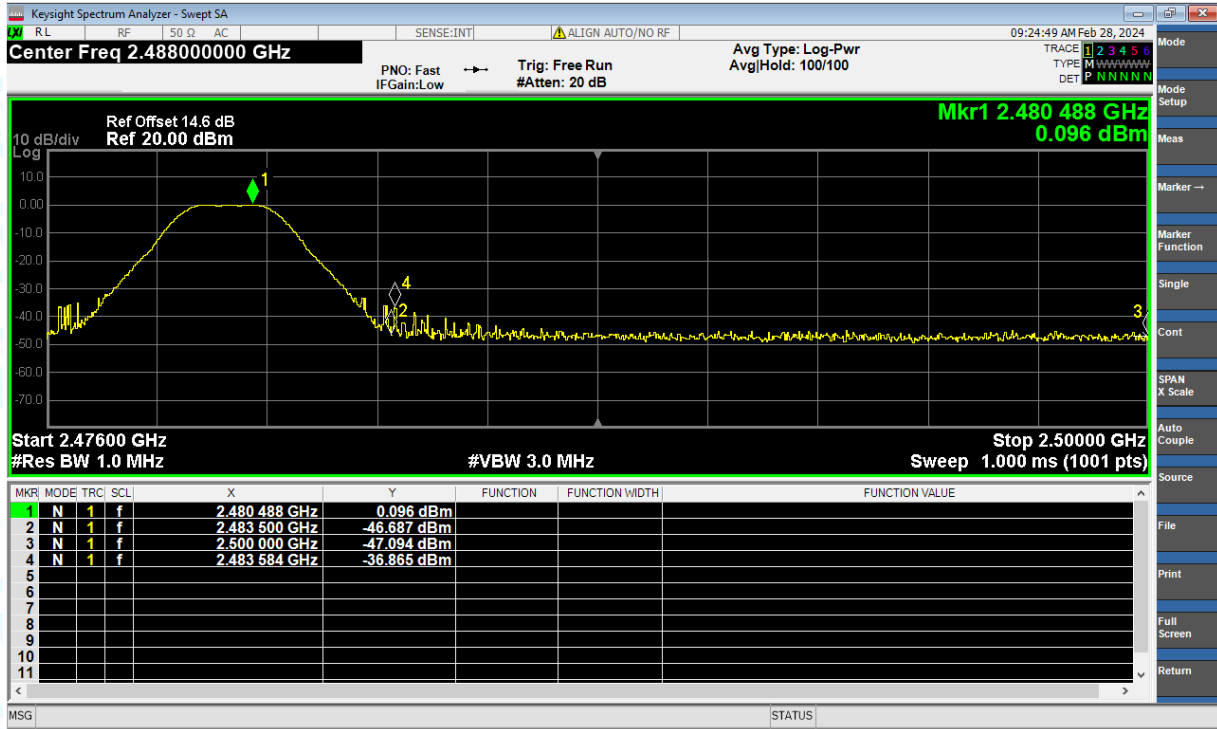 Keysight Spectrum Analyzer - Swept SA
LXI RL RF 50 Ω AC SENSE:INT ALIGN AUTO/NO RF 09:24:49 AM Feb 28, 2024
Center Freq 2.488000000 GHz
PNO: Fast
IFGain:Low
Trig: Free Run
#Atten: 20 dB
Avg Type: Log-Pwr
Avg|Hold: 100/100
TRACE 1 2 3 4 5 6
TYPE M WWWWW
DET P N N N N N
Mkr1 2.480 488 GHz
0.096 dBm
Ref Offset 14.6 dB
10 dB/div Ref 20.00 dBm
Log
10.0
0.00
-10.0
-20.0
-30.0
-40.0
-50.0
-60.0
-70.0
1
4
2
3
Start 2.47600 GHz Stop 2.50000 GHz
#Res BW 1.0 MHz #VBW 3.0 MHz Sweep 1.000 ms (1001 pts)
MKR MODE TRC SCL X Y FUNCTION FUNCTION WIDTH FUNCTION VALUE
1 N 1 f 2.480 488 GHz 0.096 dBm
2 N 1 f 2.483 500 GHz -46.687 dBm
3 N 1 f 2.500 000 GHz -47.094 dBm
4 N 1 f 2.483 584 GHz -36.865 dBm
5
6
7
8
9
10
11
MSG STATUS
Mode
Mode
Setup
Meas
Marker →
Marker
Function
Single
Cont
SPAN
X Scale
Auto
Couple
Source
File
Print
Full
Screen
Return